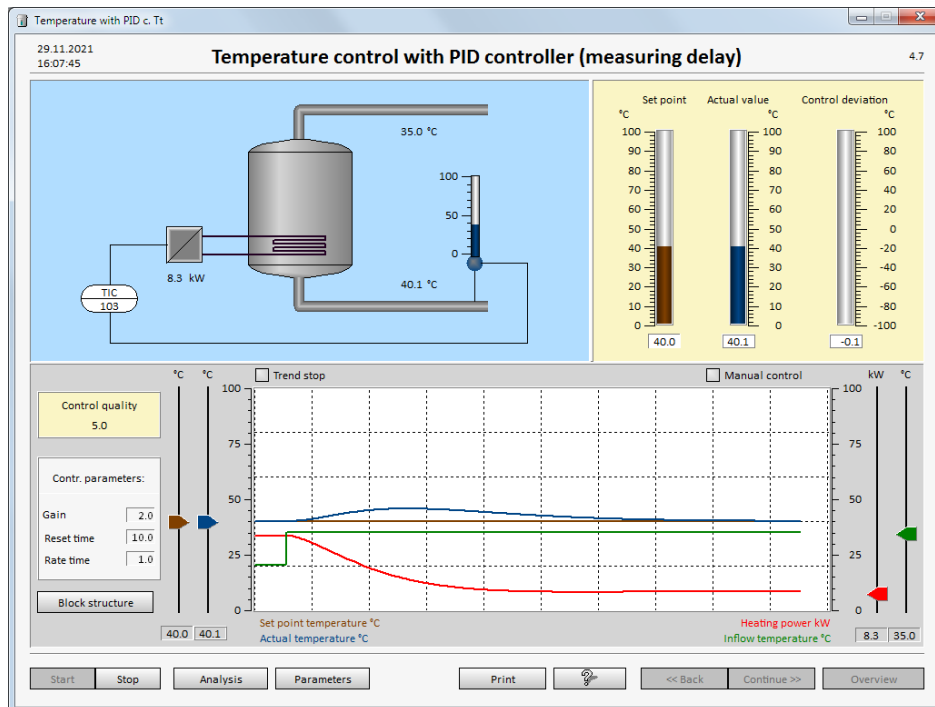 Temperature with PID c. Tt
29.11.2021
16:07:45
Temperature control with PID controller (measuring delay)
4.7
35.0 °C
100
50
0
8.3 kW
TIC
103
40.1 °C
Set point Actual value Control deviation
°C °C °C
100 100 100
90 90 80
80 80 60
70 70 40
60 60 20
50 50 0
40 40 -20
30 30 -40
20 20 -60
10 10 -80
0 0 -100
40.0 40.1 -0.1
°C °C Trend stop Manual control kW °C
Control quality
5.0
Contr. parameters:
Gain 2.0
Reset time 10.0
Rate time 1.0
Block structure
100 100
75 75
50 50
25 25
0 0
40.0 40.1
Set point temperature °C Heating power kW
Actual temperature °C Inflow temperature °C
8.3 35.0
Start Stop Analysis Parameters Print ? << Back Continue >> Overview